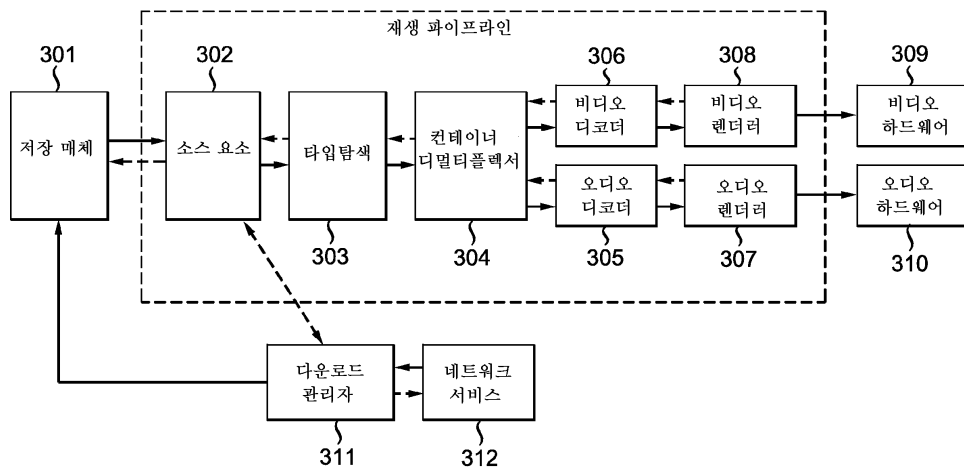 재생 파이프라인
301
302
306
308
309
저장 매체
소스 요소
타입탐색
컨테이너
디멀티플렉서
비디오
디코더
비디오
렌더러
비디오
하드웨어
오디오
디코더
오디오
렌더러
오디오
하드웨어
303
304
305
307
310
다운로드
관리자
네트워크
서비스
311
312